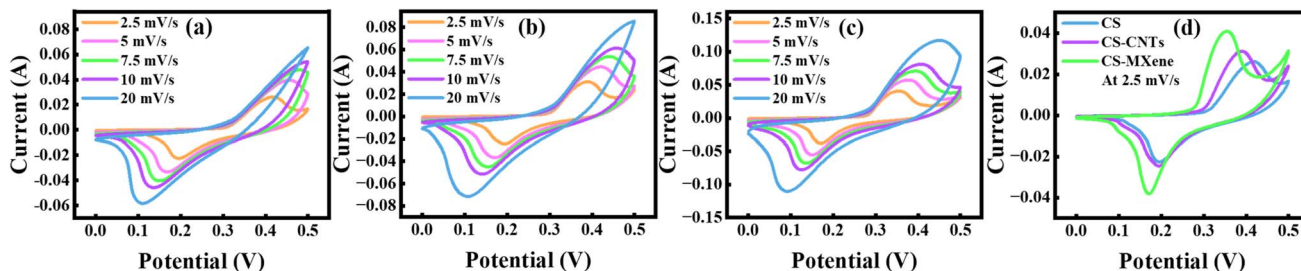 (a)
2.5 mV/s
5 mV/s
7.5 mV/s
10 mV/s
20 mV/s
Current (A)
0.08
0.06
0.04
0.02
0.00
−0.02
−0.04
0.06
0.0 0.1 0.2 0.3 0.4 0.5
Potential (V)
(b)
2.5 mV/s
5 mV/s
7.5 mV/s
10 mV/s
20 mV/s
Current (A)
0.08
0.06
0.04
0.02
0.00
−0.02
−0.04
−0.06
−0.08
0.0 0.1 0.2 0.3 0.4 0.5
Potential (V)
(c)
2.5 mV/s
5 mV/s
7.5 mV/s
10 mV/s
20 mV/s
Current (A)
0.15
0.10
0.05
0.00
−0.05
−0.10
−0.15
0.0 0.1 0.2 0.3 0.4 0.5
Potential (V)
(d)
CS
CS-CNTs
CS-MXene
At 2.5 mV/s
Current (A)
0.04
0.02
0.00
−0.02
−0.04
0.0 0.1 0.2 0.3 0.4 0.5
Potential (V)